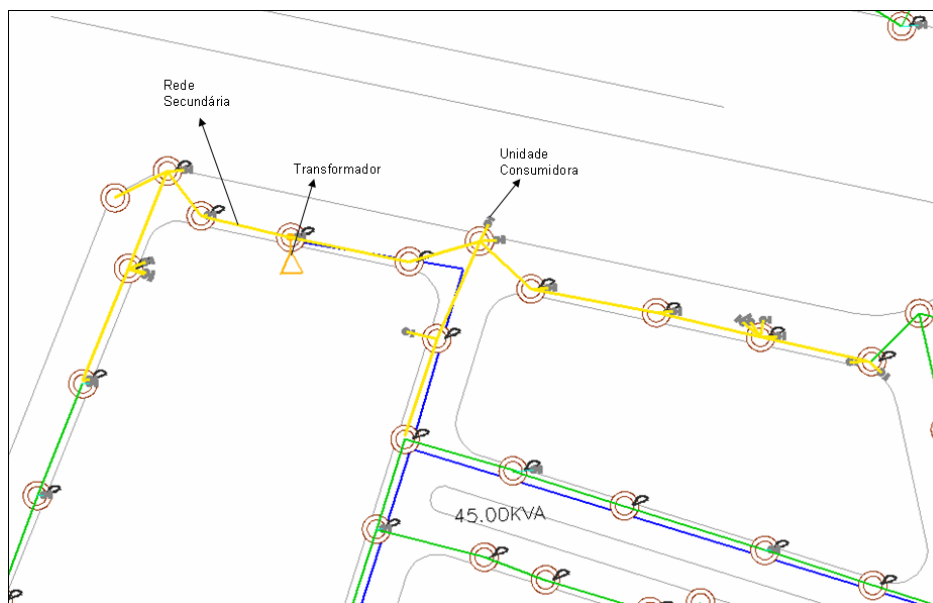 Rede
Secundária
Transformador
Unidade
Consumidora
45.00KVA